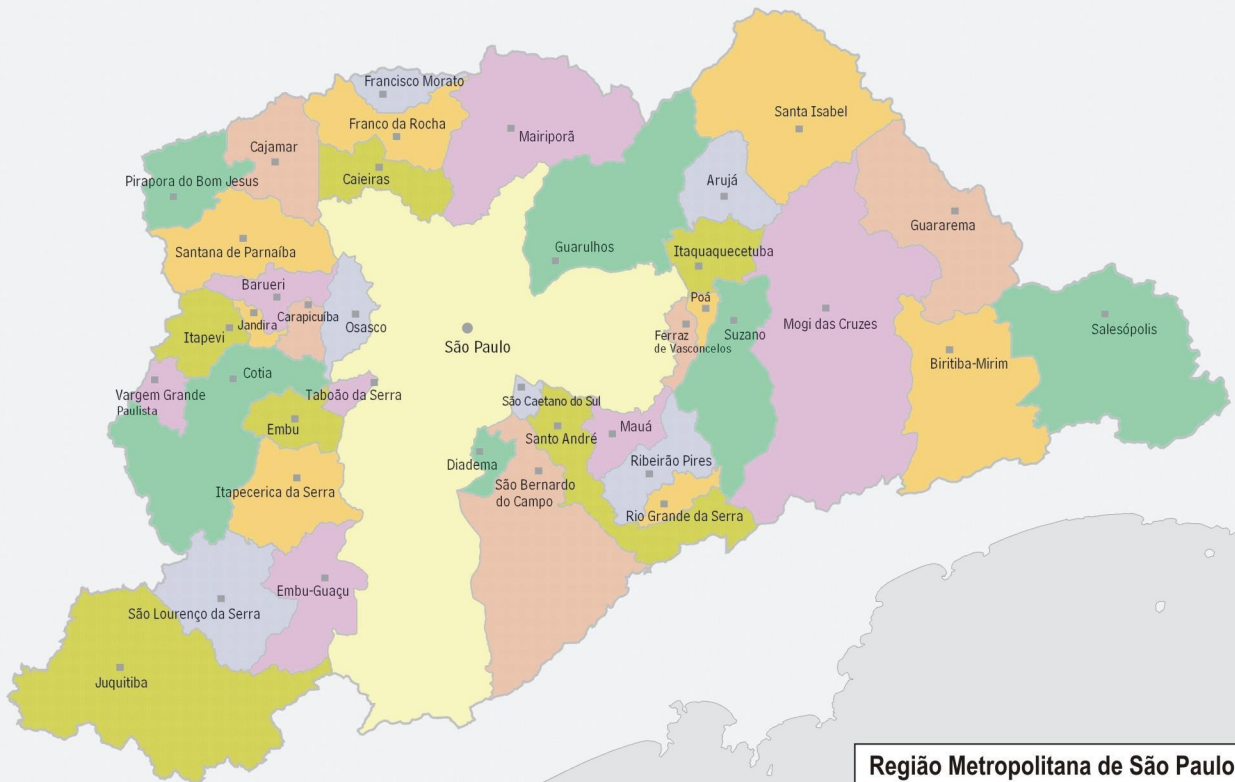 Francisco Morato
Franco da Rocha
Mairiporã
Santa Isabel
Cajamar
Caieiras
Pirapora do Bom Jesus
Arujá
Guararema
Santana de Parnaíba
Guarulhos
Itaquaquecetuba
Barueri
Poá
Jandira
Carapicuíba
Osasco
Itapevi
São Paulo
Ferraz
de Vasconcelos
Suzano
Mogi das Cruzes
Salesópolis
Biritiba-Mirim
Cotia
Vargem Grande
Paulista
Taboão da Serra
São Caetano do Sul
Embu
Santo André
Mauá
Diadema
Ribeirão Pires
Itapecerica da Serra
São Bernardo
do Campo
Rio Grande da Serra
Embu-Guaçu
São Lourenço da Serra
Juquitiba
Região Metropolitana de São Paulo